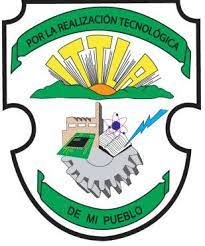 POR LA REALIZACIÓN TECNOLÓGICA
DE MI PUEBLO